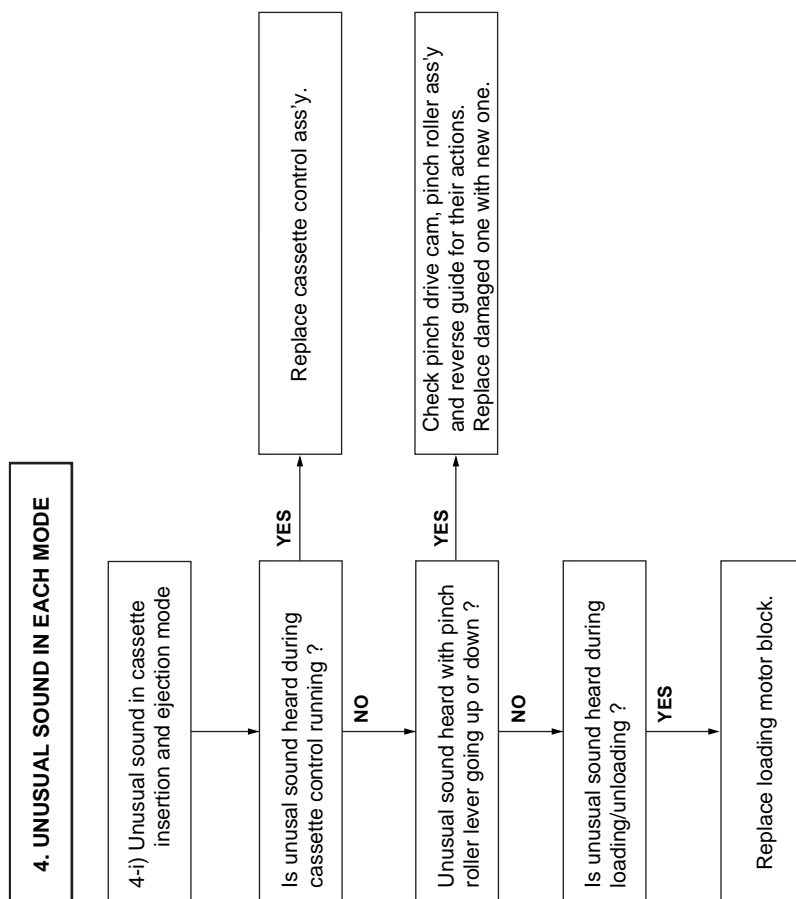 4. UNUSUAL SOUND IN EACH MODE
4-i) Unusual sound in cassette
insertion and ejection mode
Is unusual sound heard during
cassette control running ?
YES
Replace cassette control ass'y.
NO
Unusual sound heard with pinch
roller lever going up or down ?
YES
Check pinch drive cam, pinch roller ass'y
and reverse guide for their actions.
Replace damaged one with new one.
NO
Is unusual sound heard during
loading/unloading ?
YES
Replace loading motor block.